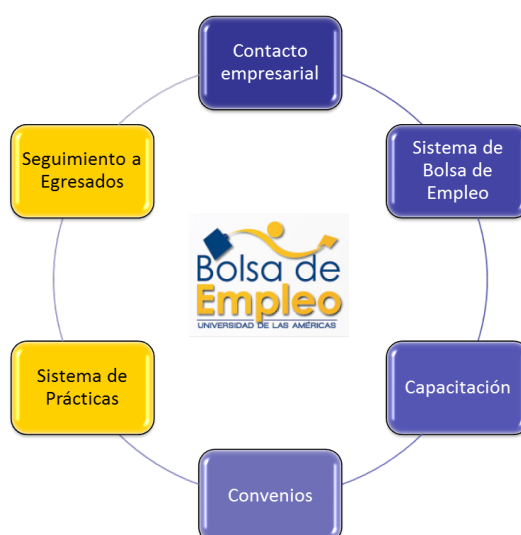 Contacto
empresarial
Sistema de
Bolsa de
Empleo
Capacitación
Convenios
Sistema de
Prácticas
Seguimiento a
Egresados
Bolsa de
Empleo
UNIVERSIDAD DE LAS AMÉRICAS